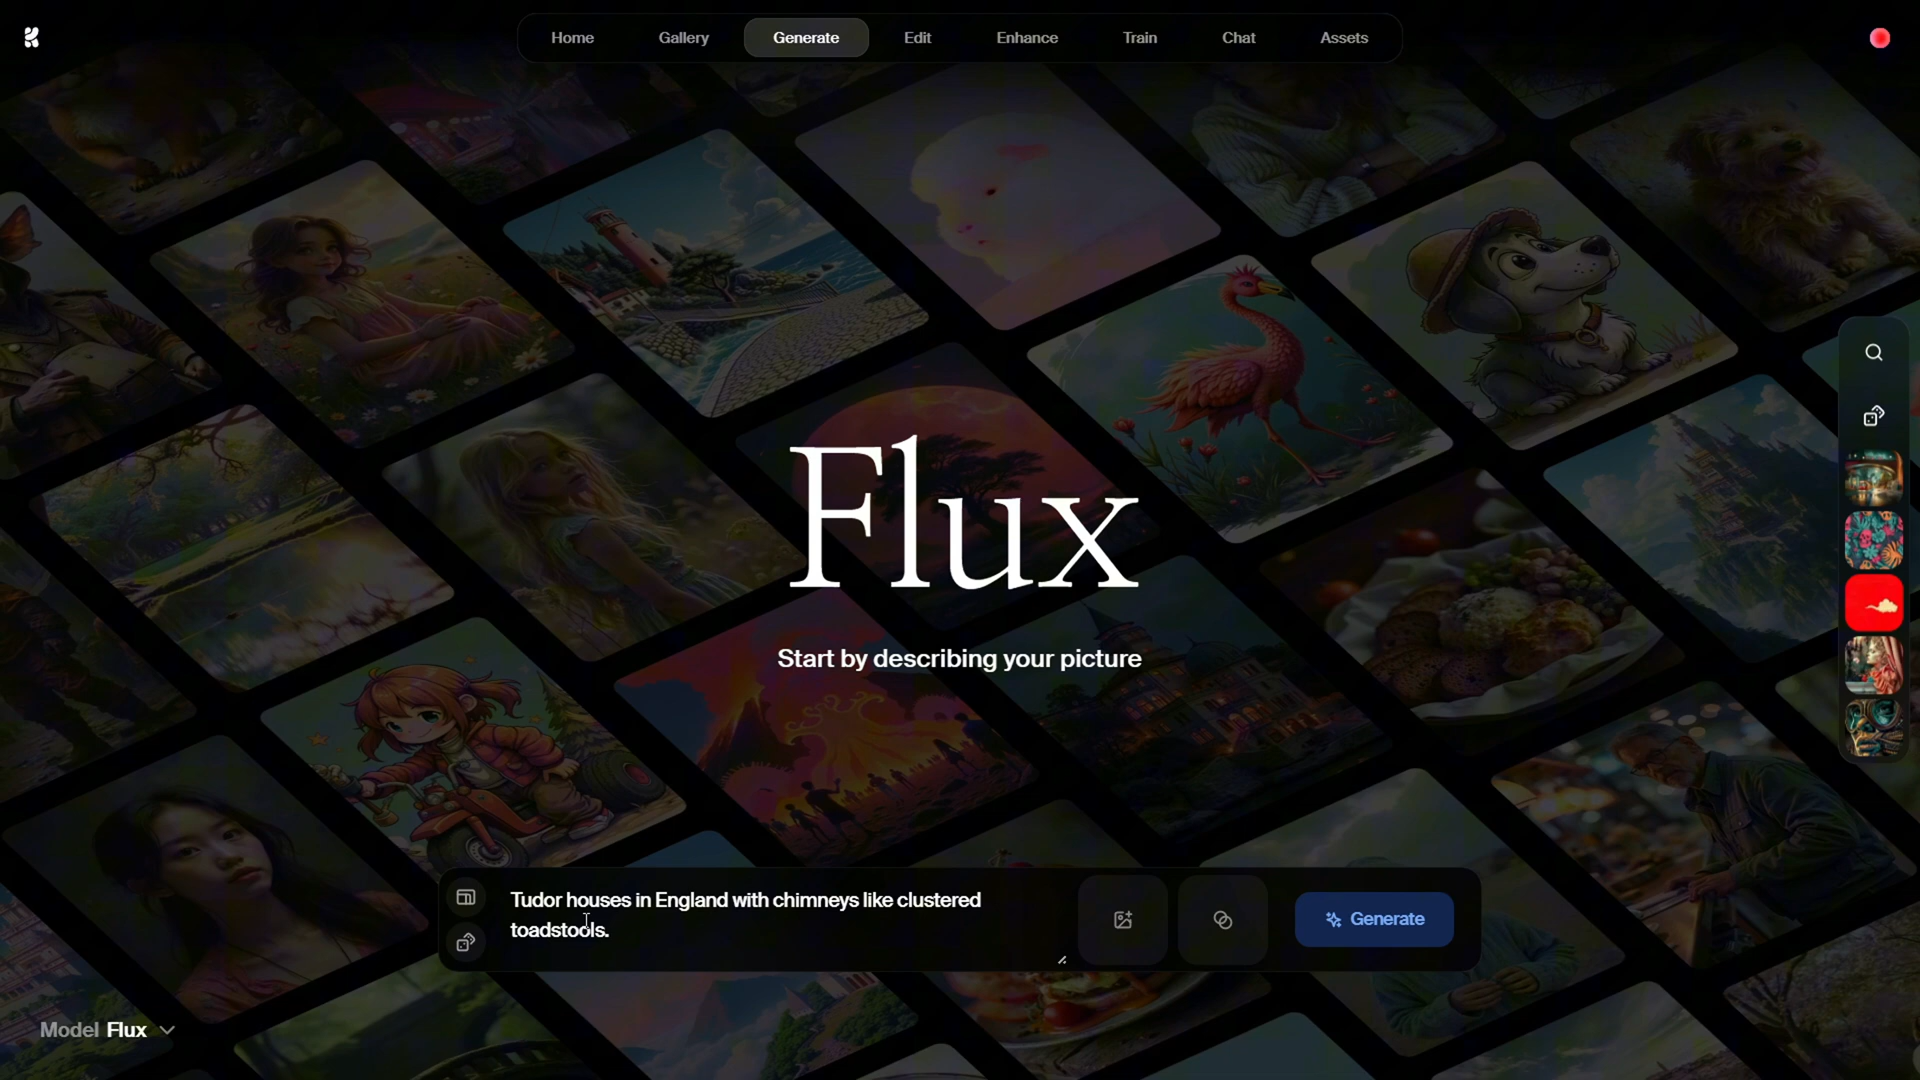 Home
Gallery
Generate
Edit
Enhance
Train
Chat
Assets
Flux
Start by describing your picture
Tudor houses in England with chimneys like clustered
toadstools.
Generate
Model Flux